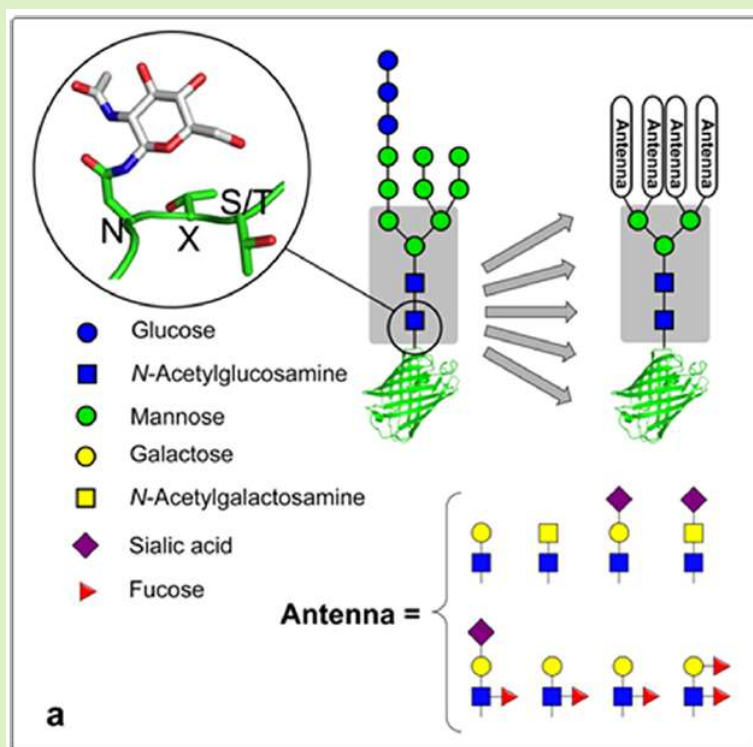 Antenna
Antenna
Antenna
Antenna
N
X
S/T
Glucose
N-Acetylglucosamine
Mannose
Galactose
N-Acetylgalactosamine
Sialic acid
Fucose
Antenna =
a